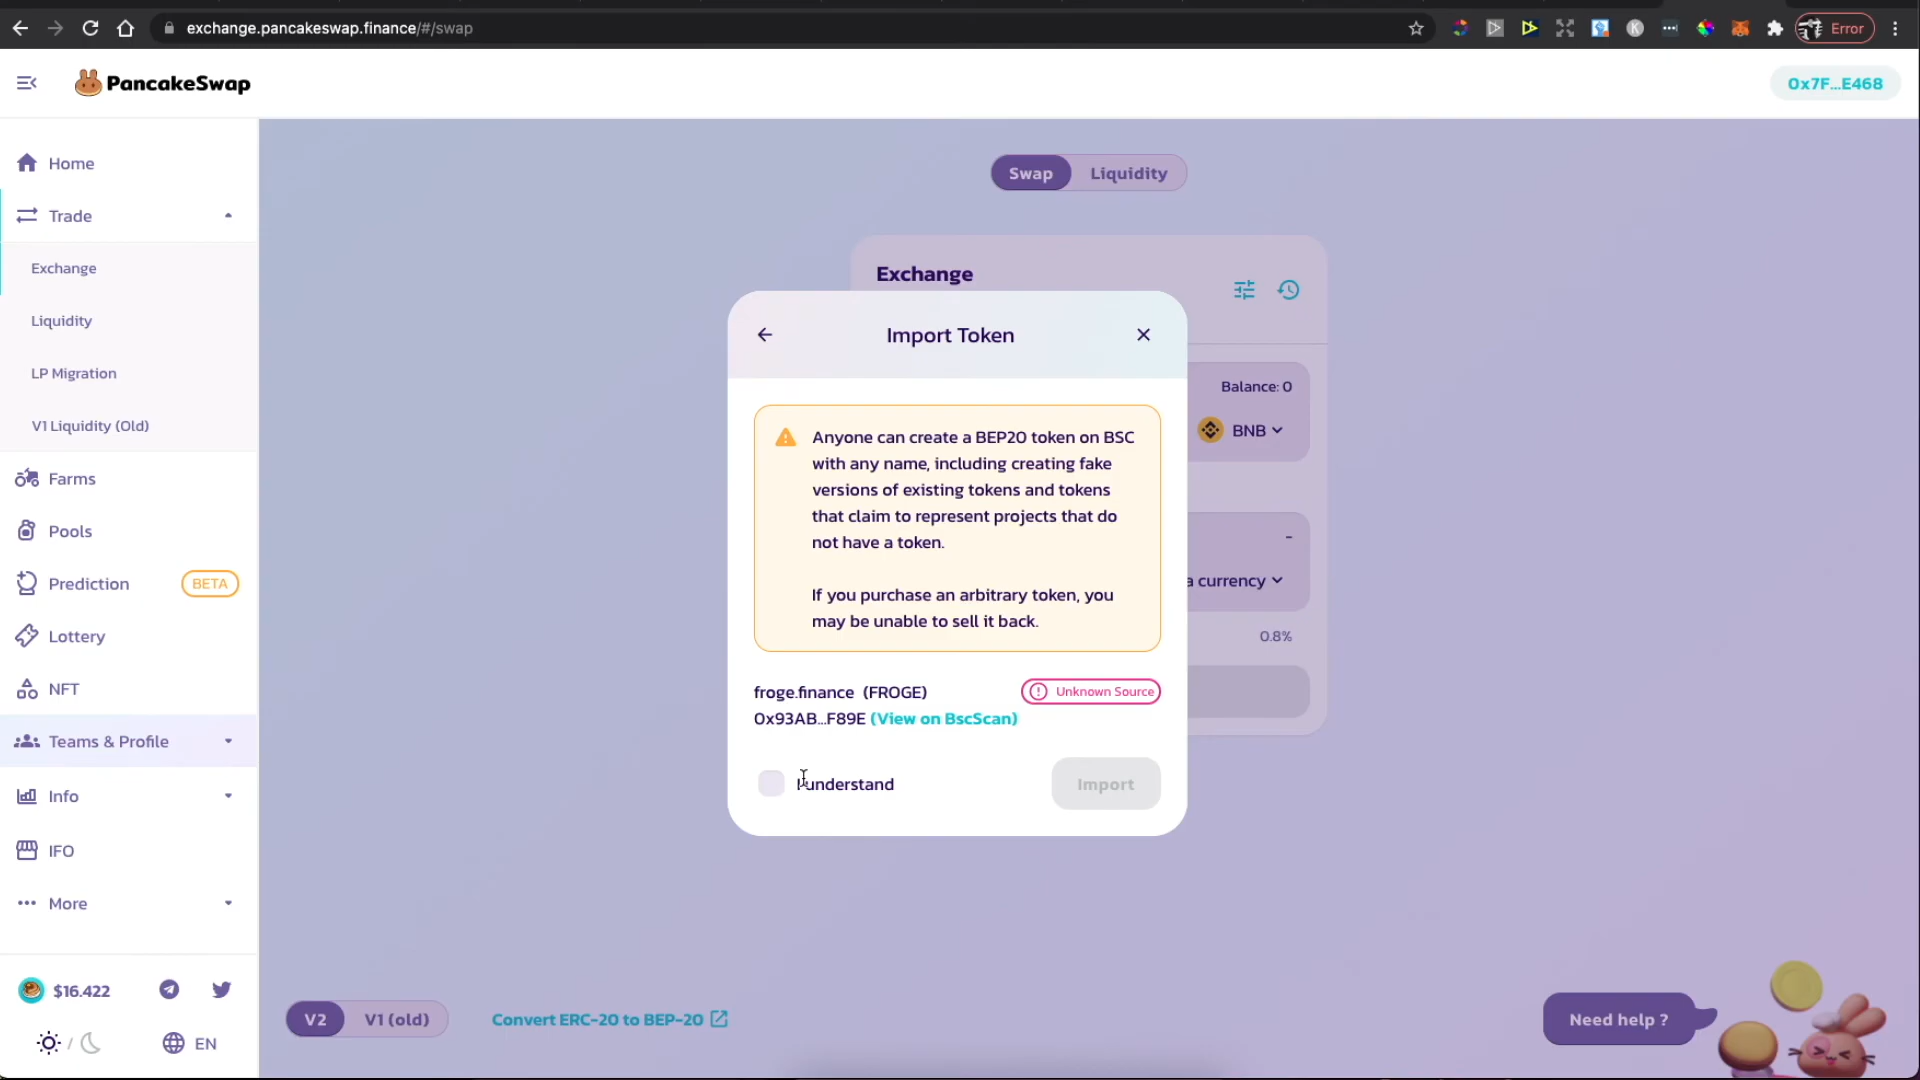 exchange.pancakeswap.finance/#/swap
K
Error
PancakeSwap
0x7F...E468
Home
Trade
Exchange
Liquidity
LP Migration
V1 Liquidity (Old)
Farms
Pools
Prediction
BETA
Lottery
NFT
Teams & Profile
Info
IFO
More
$16.422
EN
Swap
Liquidity
Exchange
Balance: 0
BNB
-
a currency
0.8%
Import Token
Anyone can create a BEP20 token on BSC
with any name, including creating fake
versions of existing tokens and tokens
that claim to represent projects that do
not have a token.
If you purchase an arbitrary token, you
may be unable to sell it back.
froge.finance (FROGE)
Unknown Source
0x93AB...F89E (View on BscScan)
I understand
Import
V2
V1 (old)
Convert ERC-20 to BEP-20
Need help ?